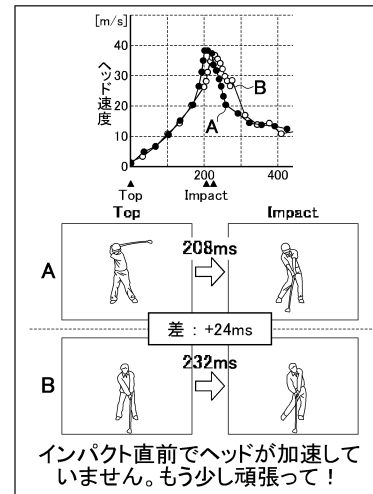 [m/s]
40
30
20
10
0
ヘッド速度
A
B
0 200 400
Top Impact
Top Impact
A
208ms
差：+24ms
B
232ms
インパクト直前でヘッドが加速して
いません。もう少し頑張って！